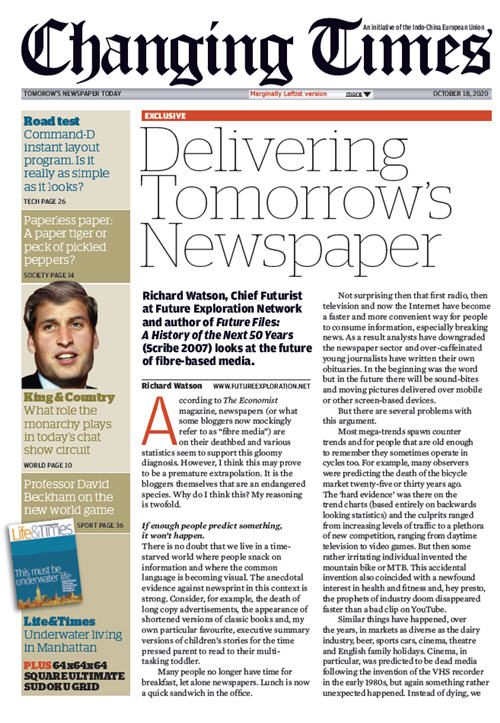 Changing Times
An initiative of the Indo-China European Union
TOMOROW'S NEWSPAPER TODAY
Marginally Leftist version
more
OCTOBER 18, 2020
Road test
Command-D
instant layout
program. Is it
really as simple
as it looks?
TECH PAGE 26
Paperless paper:
A paper tiger or
peck of pickled
peppers?
SOCIETY PAGE 14
King & Country
What role the
monarchy plays
in today's chat
show circuit
WORLD PAGE 10
Professor David
Beckham on the
new world game
SPORT PAGE 36
Life&Times
This must be
underwater life
Life&Times
Underwater living
in Manhattan
PLUS 64x64x64
SQUARE ULTIMATE
SUDOKU GRID
EXCLUSIVE
Delivering
Tomorrow's
Newspaper
Richard Watson, Chief Futurist
at Future Exploration Network
and author of Future Files:
A History of the Next 50 Years
(Scribe 2007) looks at the future
of fibre-based media.
Richard Watson WWW.FUTUREEXPLORATION.NET
According to The Economist
magazine, newspapers (or what
some bloggers now mockingly
refer to as "fibre media") are
on their deathbed and various
statistics seem to support this gloomy
diagnosis. However, I think this may prove
to be a premature extrapolation. It is the
bloggers themselves that are an endangered
species. Why do I think this? My reasoning
is twofold.
If enough people predict something,
it won't happen.
There is no doubt that we live in a time-
starved world where people snack on
information and where the common
language is becoming visual. The anecdotal
evidence against newsprint in this context is
strong. Consider, for example, the death of
long copy advertisements, the appearance of
shortened versions of classic books and, my
own particular favourite, executive summary
versions of children's stories for the time
pressed parent to read to their multi-
tasking toddler.
Many people no longer have time for
breakfast, let alone newspapers. Lunch is now
a quick sandwich in the office.
Not surprising then that first radio, then
television and now the Internet have become
a faster and more convenient way for people
to consume information, especially breaking
news. As a result analysts have downgraded
the newspaper sector and over-caffeinated
young journalists have written their own
obituaries. In the beginning was the word
but in the future there will be sound-bites
and moving pictures delivered over mobile
or other screen-based devices.
But there are several problems with
this argument.
Most mega-trends spawn counter
trends and for people that are old enough
to remember they sometimes operate in
cycles too. For example, many observers
were predicting the death of the bicycle
market twenty-five or thirty years ago.
The 'hard evidence' was there on the
trend charts (based entirely on backwards
looking statistics) and the culprits ranged
from increasing levels of traffic to a plethora
of new competition, ranging from daytime
television to video games. But then some
rather irritating individual invented the
mountain bike or MTB. This accidental
invention also coincided with a newfound
interest in health and fitness and, hey presto,
the prophets of industry doom disappeared
faster than a bad clip on YouTube.
Similar things have happened, over
the years, in markets as diverse as the dairy
industry, beer, sports cars, cinema, theatre
and English family holidays. Cinema, in
particular, was predicted to be dead media
following the invention of the VHS recorder
in the early 1980s, but again something rather
unexpected happened. Instead of dying, we